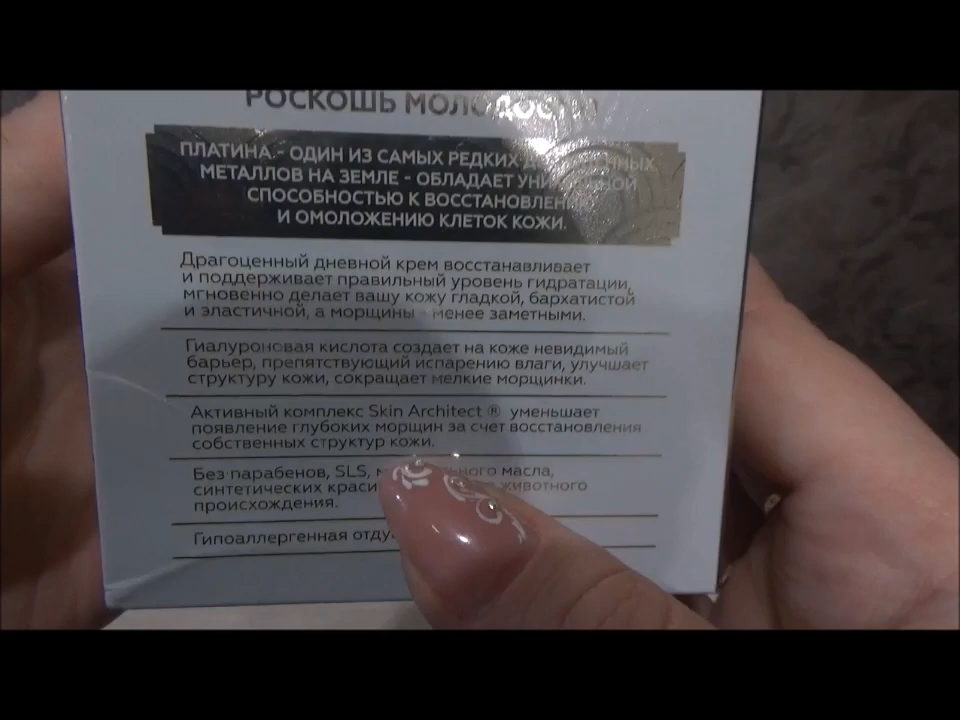 РОСКОШЬ МОЛОДОСТИ
ПЛАТИНА - ОДИН ИЗ САМЫХ РЕДКИХ
МЕТАЛЛОВ НА ЗЕМЛЕ - ОБЛАДАЕТ
СПОСОБНОСТЬЮ К ВОССТАНОВЛЕНИЮ
И ОМОЛОЖЕНИЮ КЛЕТОК КОЖИ.
Драгоценный дневной крем восстанавливает
и поддерживает правильный уровень гидратации,
мгновенно делает вашу кожу гладкой, бархатистой
и эластичной, а морщины - менее заметными.
Гиалуроновая кислота создает на коже невидимый
барьер, препятствующий испарению влаги, улучшает
структуру кожи, сокращает мелкие морщинки.
Активный комплекс Skin Architect ® уменьшает
появление глубоких морщин за счет восстановления
собственных структур кожи.
Без парабенов, SLS, масла,
синтетических животного
происхождения.
Гипоаллергенная